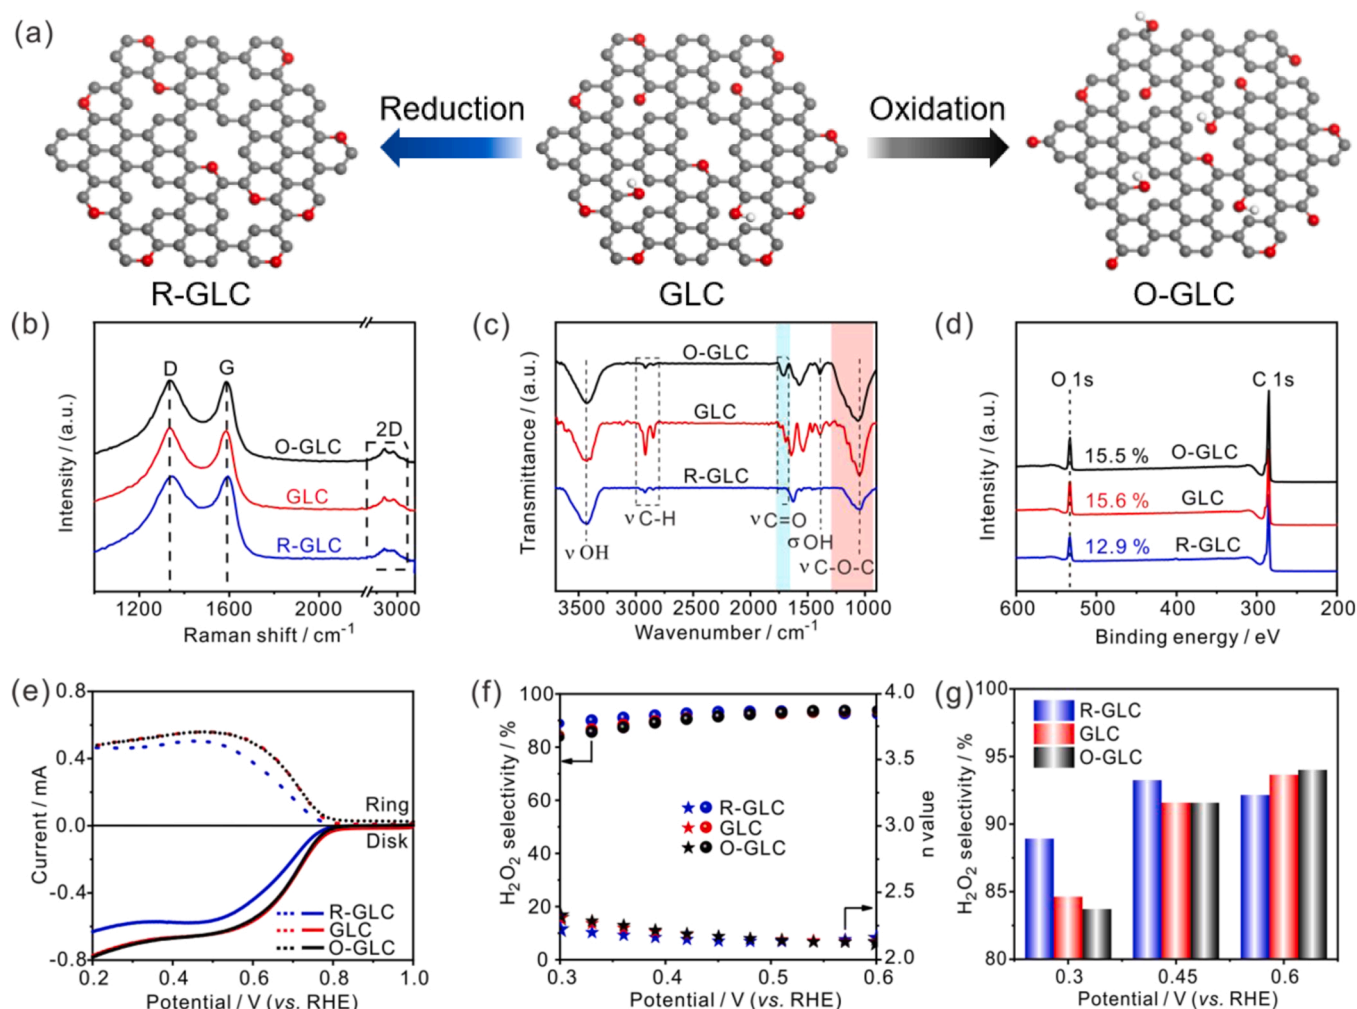 (a)
Reduction
Oxidation
R-GLC
GLC
O-GLC
(b)
D
G
2D
O-GLC
GLC
R-GLC
Intensity / (a.u.)
1200 1600 2000 3000
Raman shift / cm⁻¹
(c)
O-GLC
GLC
R-GLC
ν C-H
ν C=O
ν OH
σ OH
ν C-O-C
Transmittance / (a.u.)
3500 3000 2500 2000 1500 1000
Wavenumber / cm⁻¹
(d)
O 1s
C 1s
15.5 % O-GLC
15.6 % GLC
12.9 % R-GLC
Intensity / (a.u.)
600 500 400 300 200
Binding energy / eV
(e)
0.8
0.4
0.0
-0.4
-0.8
Current / mA
Ring
Disk
R-GLC
GLC
O-GLC
0.2 0.4 0.6 0.8 1.0
Potential / V (vs. RHE)
(f)
100
80
60
40
20
0
H₂O₂ selectivity / %
R-GLC
GLC
O-GLC
4.0
3.5
3.0
2.5
2.0
n value
0.3 0.4 0.5 0.6
Potential / V (vs. RHE)
(g)
100
95
90
85
80
H₂O₂ selectivity / %
R-GLC
GLC
O-GLC
0.3 0.45 0.6
Potential / V (vs. RHE)